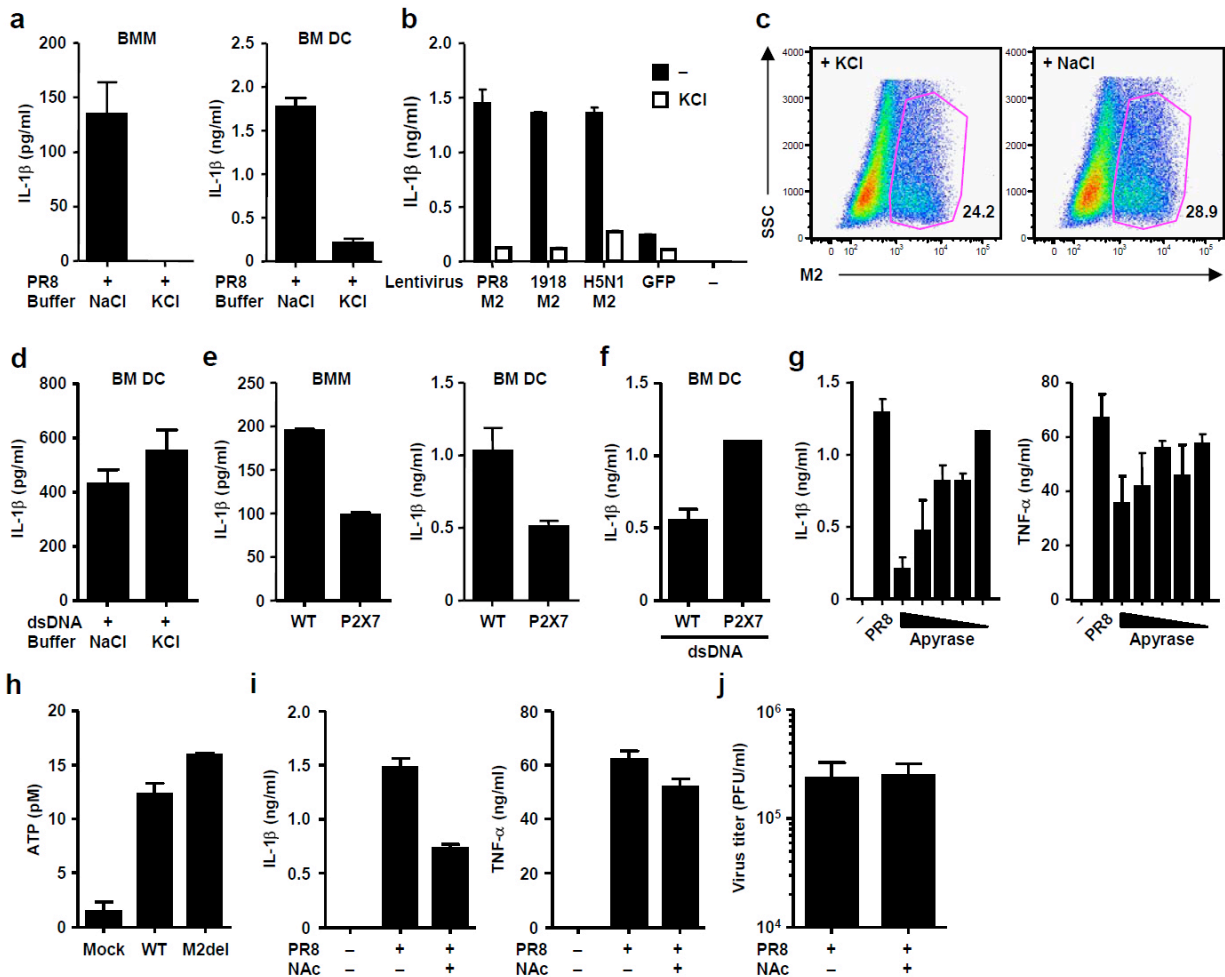 a
BMM
IL-1β (pg/ml)
200
150
100
50
0
PR8 + +
Buffer NaCl KCl
BM DC
IL-1β (ng/ml)
2.5
2.0
1.5
1.0
0.5
0
PR8 + +
Buffer NaCl KCl
b
IL-1β (ng/ml)
2.0
1.5
1.0
0.5
0
–
KCl
Lentivirus PR8 1918 H5N1 GFP –
M2 M2 M2
c
SSC
4000
3000
2000
1000
0
+ KCl
24.2
0 10² 10³ 10⁴ 10⁵
4000
3000
2000
1000
0
+ NaCl
28.9
0 10² 10³ 10⁴ 10⁵
M2
d
BM DC
IL-1β (pg/ml)
800
600
400
200
0
dsDNA + +
Buffer NaCl KCl
e
BMM
IL-1β (pg/ml)
250
200
150
100
50
0
WT P2X7
BM DC
IL-1β (ng/ml)
1.5
1.0
0.5
0
WT P2X7
f
BM DC
IL-1β (ng/ml)
1.5
1.0
0.5
0
WT P2X7
dsDNA
g
IL-1β (ng/ml)
1.5
1.0
0.5
0
– PR8
Apyrase
TNF-α (ng/ml)
80
60
40
20
0
– PR8
Apyrase
h
ATP (pM)
20
15
10
5
0
Mock WT M2del
i
IL-1β (ng/ml)
2.0
1.5
1.0
0.5
0
PR8 – + +
NAc – – +
TNF-α (ng/ml)
80
60
40
20
0
PR8 – + +
NAc – – +
j
Virus titer (PFU/ml)
10⁶
10⁵
10⁴
PR8 + +
NAc – +